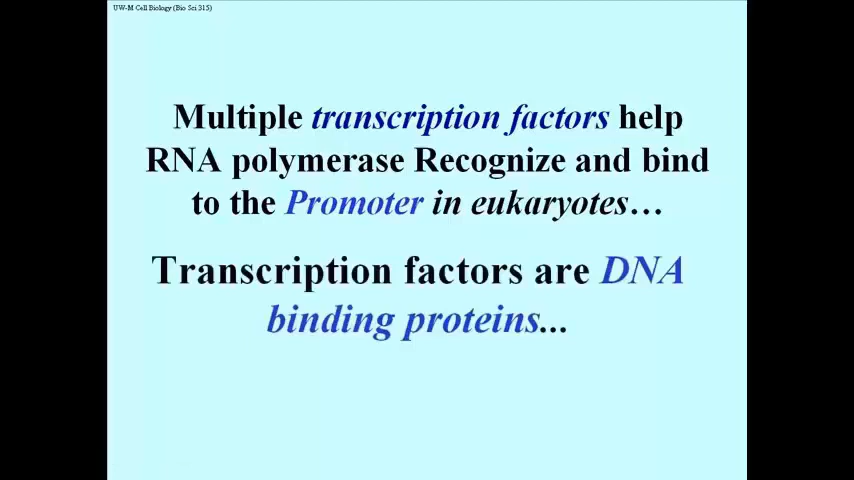 UW-M Cell Biology (Bio Sci 315)
Multiple transcription factors help
RNA polymerase Recognize and bind
to the Promoter in eukaryotes…
Transcription factors are DNA
binding proteins...